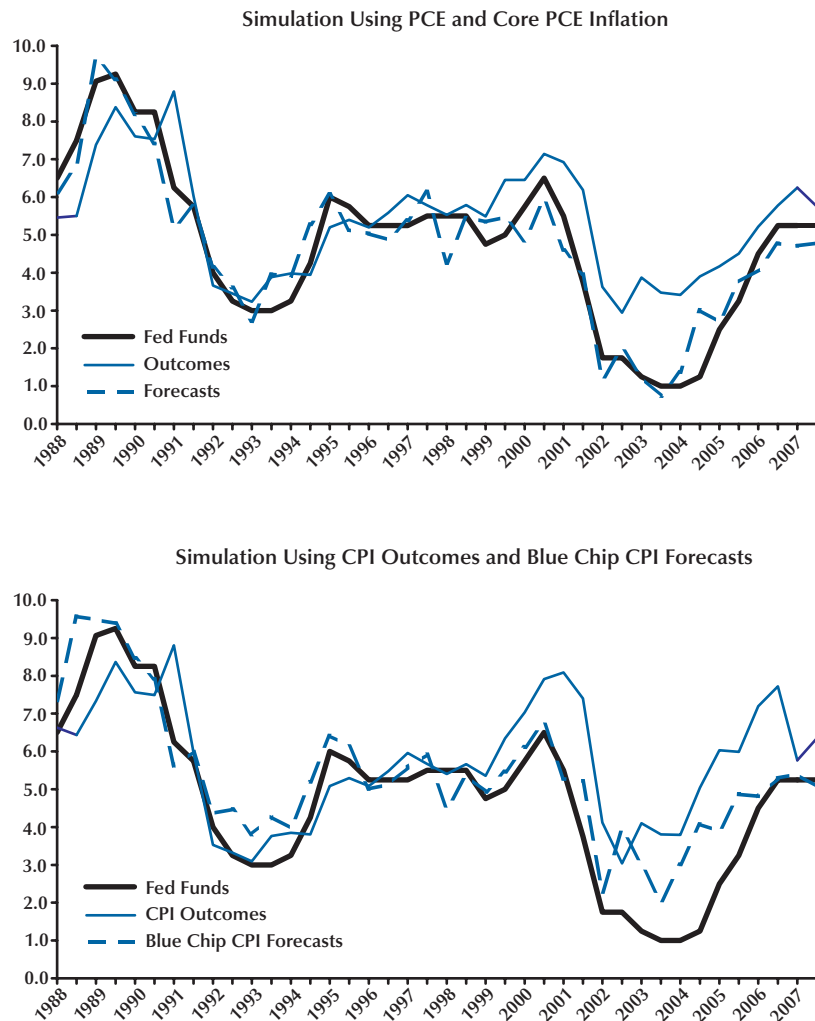 Simulation Using PCE and Core PCE Inflation
10.0
9.0
8.0
7.0
6.0
5.0
4.0
3.0
2.0
1.0
0.0
Fed Funds
Outcomes
Forecasts
1988 1989 1990 1991 1992 1993 1994 1995 1996 1997 1998 1999 2000 2001 2002 2003 2004 2005 2006 2007
Simulation Using CPI Outcomes and Blue Chip CPI Forecasts
10.0
9.0
8.0
7.0
6.0
5.0
4.0
3.0
2.0
1.0
0.0
Fed Funds
CPI Outcomes
Blue Chip CPI Forecasts
1988 1989 1990 1991 1992 1993 1994 1995 1996 1997 1998 1999 2000 2001 2002 2003 2004 2005 2006 2007